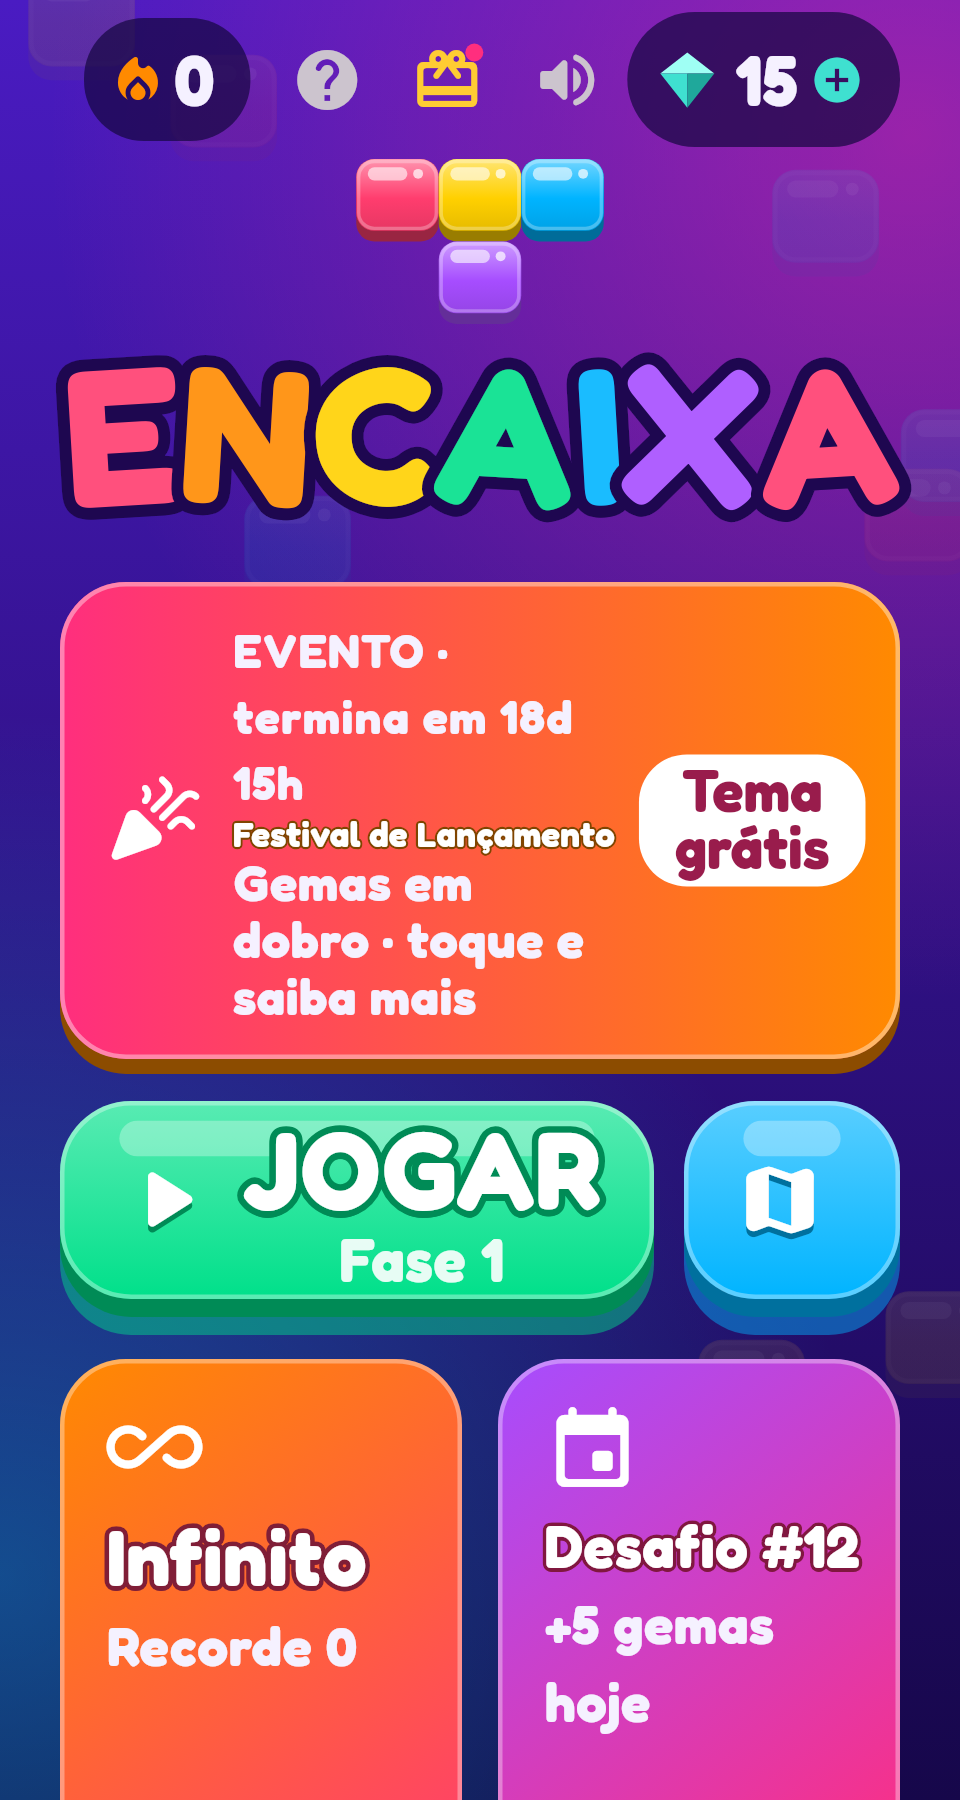 0
15
ENCAIXA
EVENTO ·
termina em 18d
15h
Festival de Lançamento
Gemas em
dobro · toque e
saiba mais
Tema
grátis
JOGAR
Fase 1
Infinito
Recorde 0
Desafio #12
+5 gemas
hoje